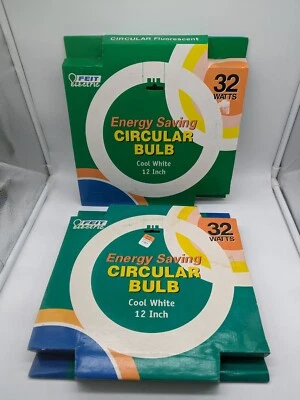 CIRCULAR Fluorescent
FEIT
ELECTRIC
32
WATTS
Energy Saving
CIRCULAR
BULB
Cool White
12 Inch
FEIT
ELECTRIC
32
WATTS
Energy Saving
CIRCULAR
BULB
Cool White
12 Inch